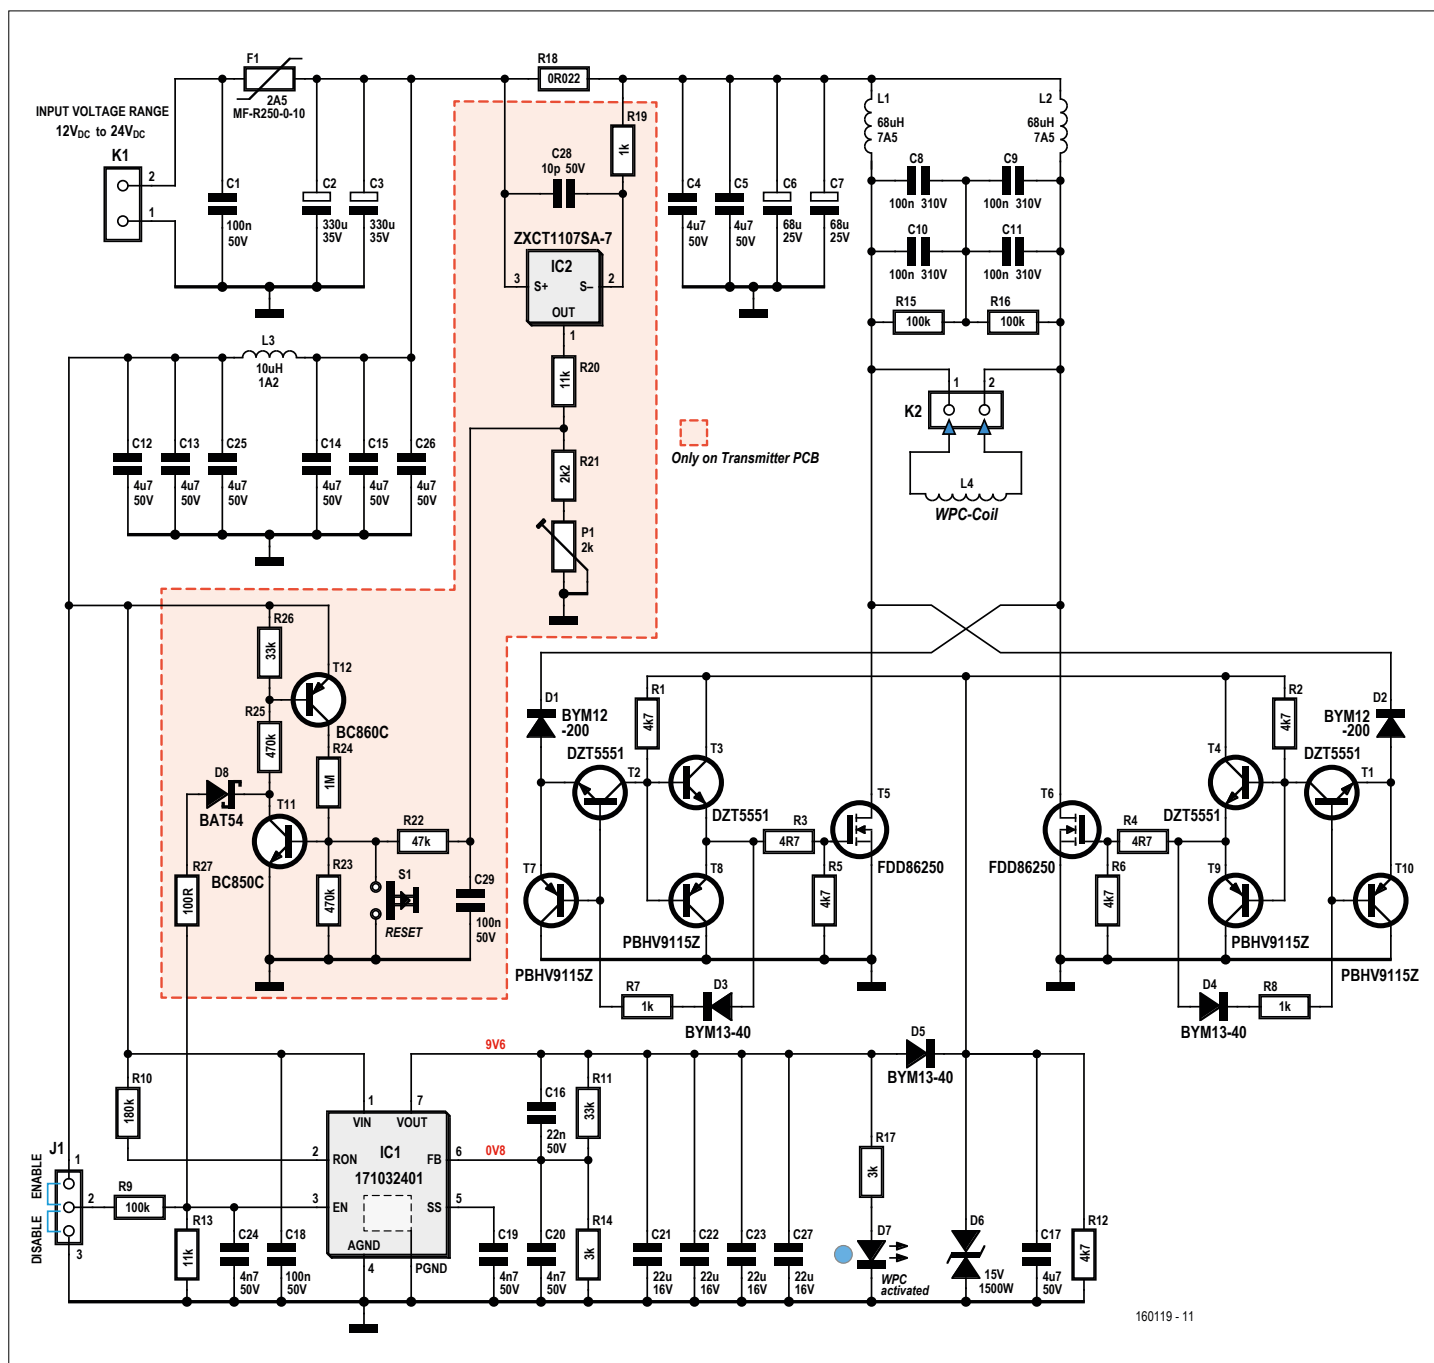 INPUT VOLTAGE RANGE
12VDC to 24VDC
K1
2
1
F1
2A5
MF-R250-0-10
C1
100n
50V
C2
330u
35V
C3
330u
35V
R18
0R022
R19
1k
C28
10p 50V
ZXCT1107SA-7
IC2
3
S+
S–
2
OUT
1
R20
11k
R21
2k2
P1
2k
C4
4u7
50V
C5
4u7
50V
C6
68u
25V
C7
68u
25V
L1
68uH
7A5
L2
68uH
7A5
C8
100n 310V
C9
100n 310V
C10
100n 310V
C11
100n 310V
R15
100k
R16
100k
1
2
K2
L4
WPC-Coil
Only on Transmitter PCB
L3
10uH
1A2
C12
4u7
50V
C13
4u7
50V
C25
4u7
50V
C14
4u7
50V
C15
4u7
50V
C26
4u7
50V
R26
33k
T12
BC860C
R25
470k
R24
1M
D8
BAT54
T11
BC850C
R22
47k
R27
100R
R23
470k
S1
RESET
C29
100n
50V
D1
BYM12
-200
R1
4k7
DZT5551
T2
T3
DZT5551
T7
PBHV9115Z
T8
PBHV9115Z
R3
4R7
R5
4k7
T5
FDD86250
R7
1k
D3
BYM13-40
T6
FDD86250
R4
4R7
R6
4k7
T4
DZT5551
R2
4k7
D2
BYM12
-200
DZT5551
T1
T9
PBHV9115Z
T10
PBHV9115Z
D4
BYM13-40
R8
1k
9V6
0V8
D5
BYM13-40
R10
180k
J1
ENABLE
DISABLE
1
2
3
R9
100k
R13
11k
C24
4n7
50V
C18
100n
50V
1
VIN
7
VOUT
IC1
171032401
2
RON
FB
6
3
EN
SS
5
AGND
4
PGND
C16
22n
50V
R11
33k
C19
4n7
50V
C20
4n7
50V
R14
3k
C21
22u
16V
C22
22u
16V
C23
22u
16V
C27
22u
16V
R17
3k
D7
WPC
activated
D6
15V
1500W
C17
4u7
50V
R12
4k7
160119 - 11